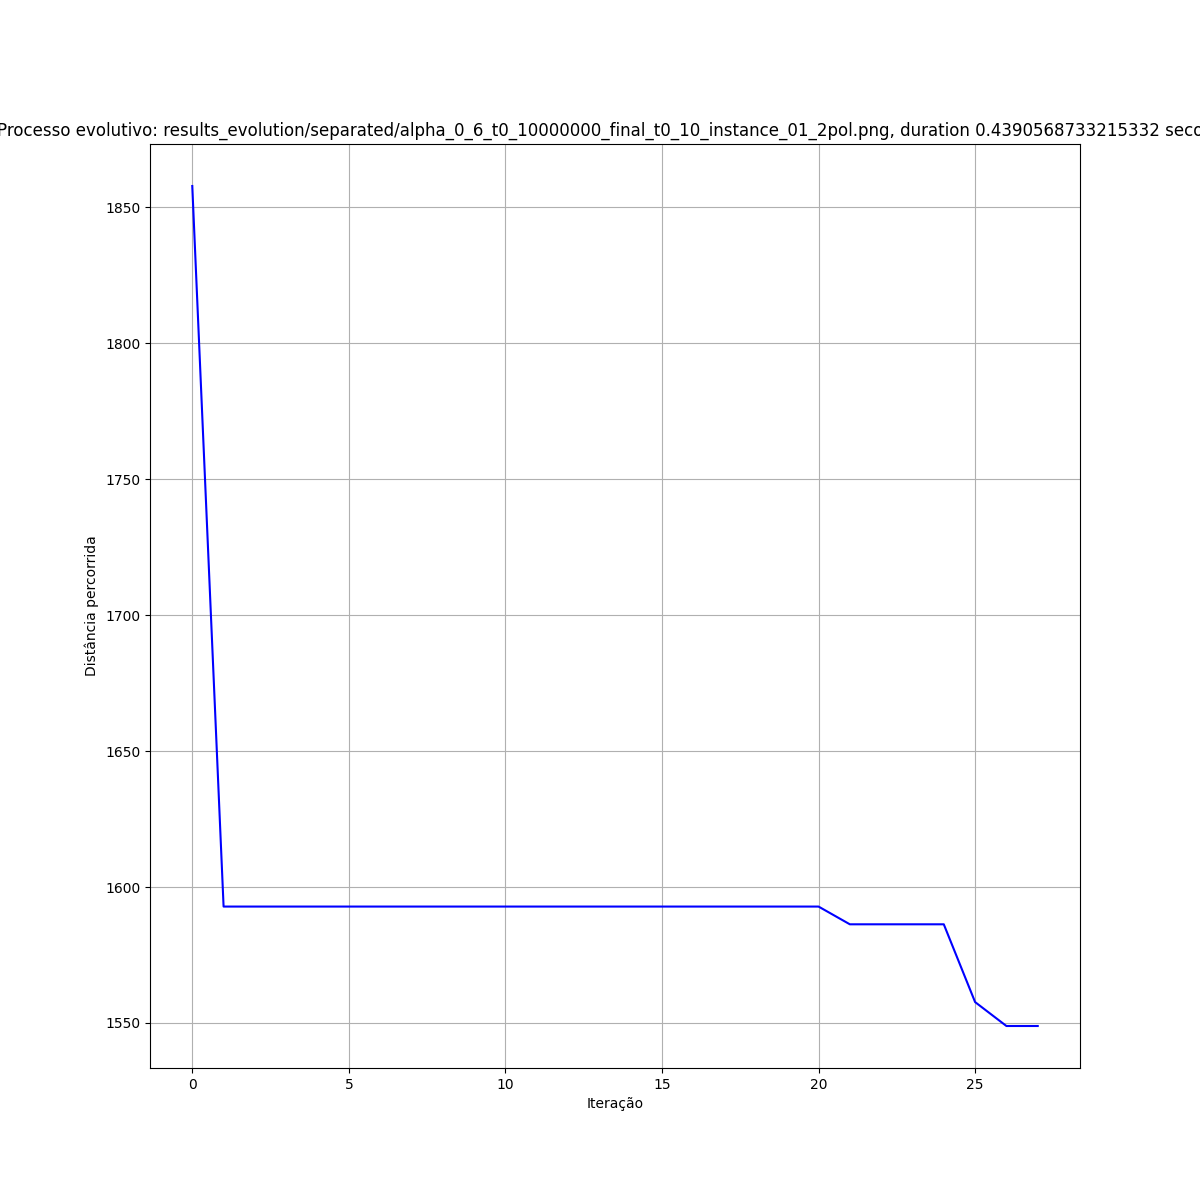 Processo evolutivo: results_evolution/separated/alpha_0_6_t0_10000000_final_t0_10_instance_01_2pol.png, duration 0.4390568733215332 seco
1850
1800
1750
1700
1650
1600
1550
Distância percorrida
0 5 10 15 20 25
Iteração